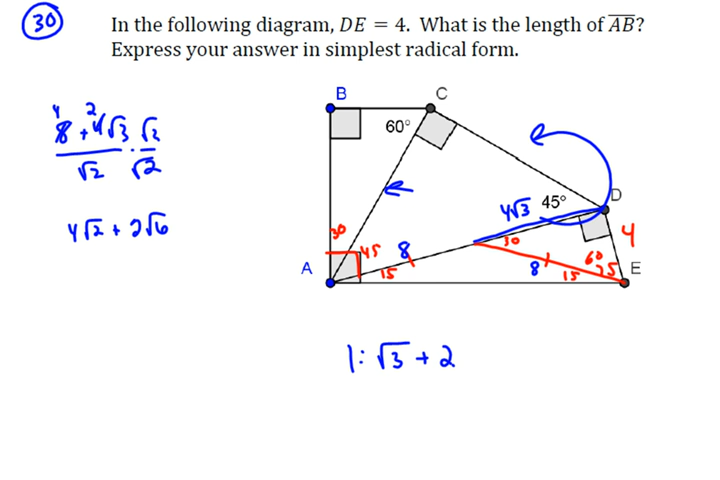 30
In the following diagram, DE = 4. What is the length of AB?
Express your answer in simplest radical form.
B C
60°
4 2
8 + 4√3 √2
√2 · √2
4√2 + 2√6
45° D
4√3
4
30
45 8
15
30
60
8 15 75
A E
1 : √3 + 2